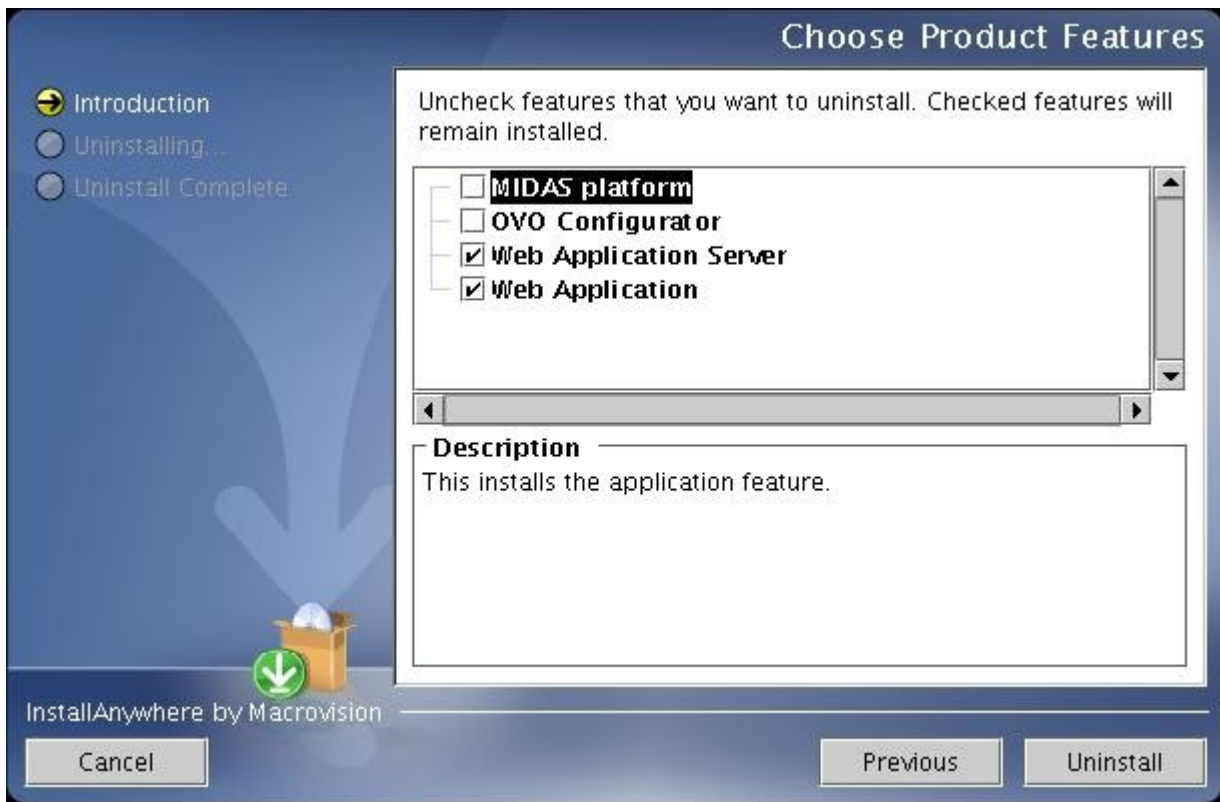 Choose Product Features
Introduction
Uninstalling...
Uninstall Complete
Uncheck features that you want to uninstall. Checked features will
remain installed.
MIDAS platform
OVO Configurator
Web Application Server
Web Application
Description
This installs the application feature.
InstallAnywhere by Macrovision
Cancel
Previous
Uninstall